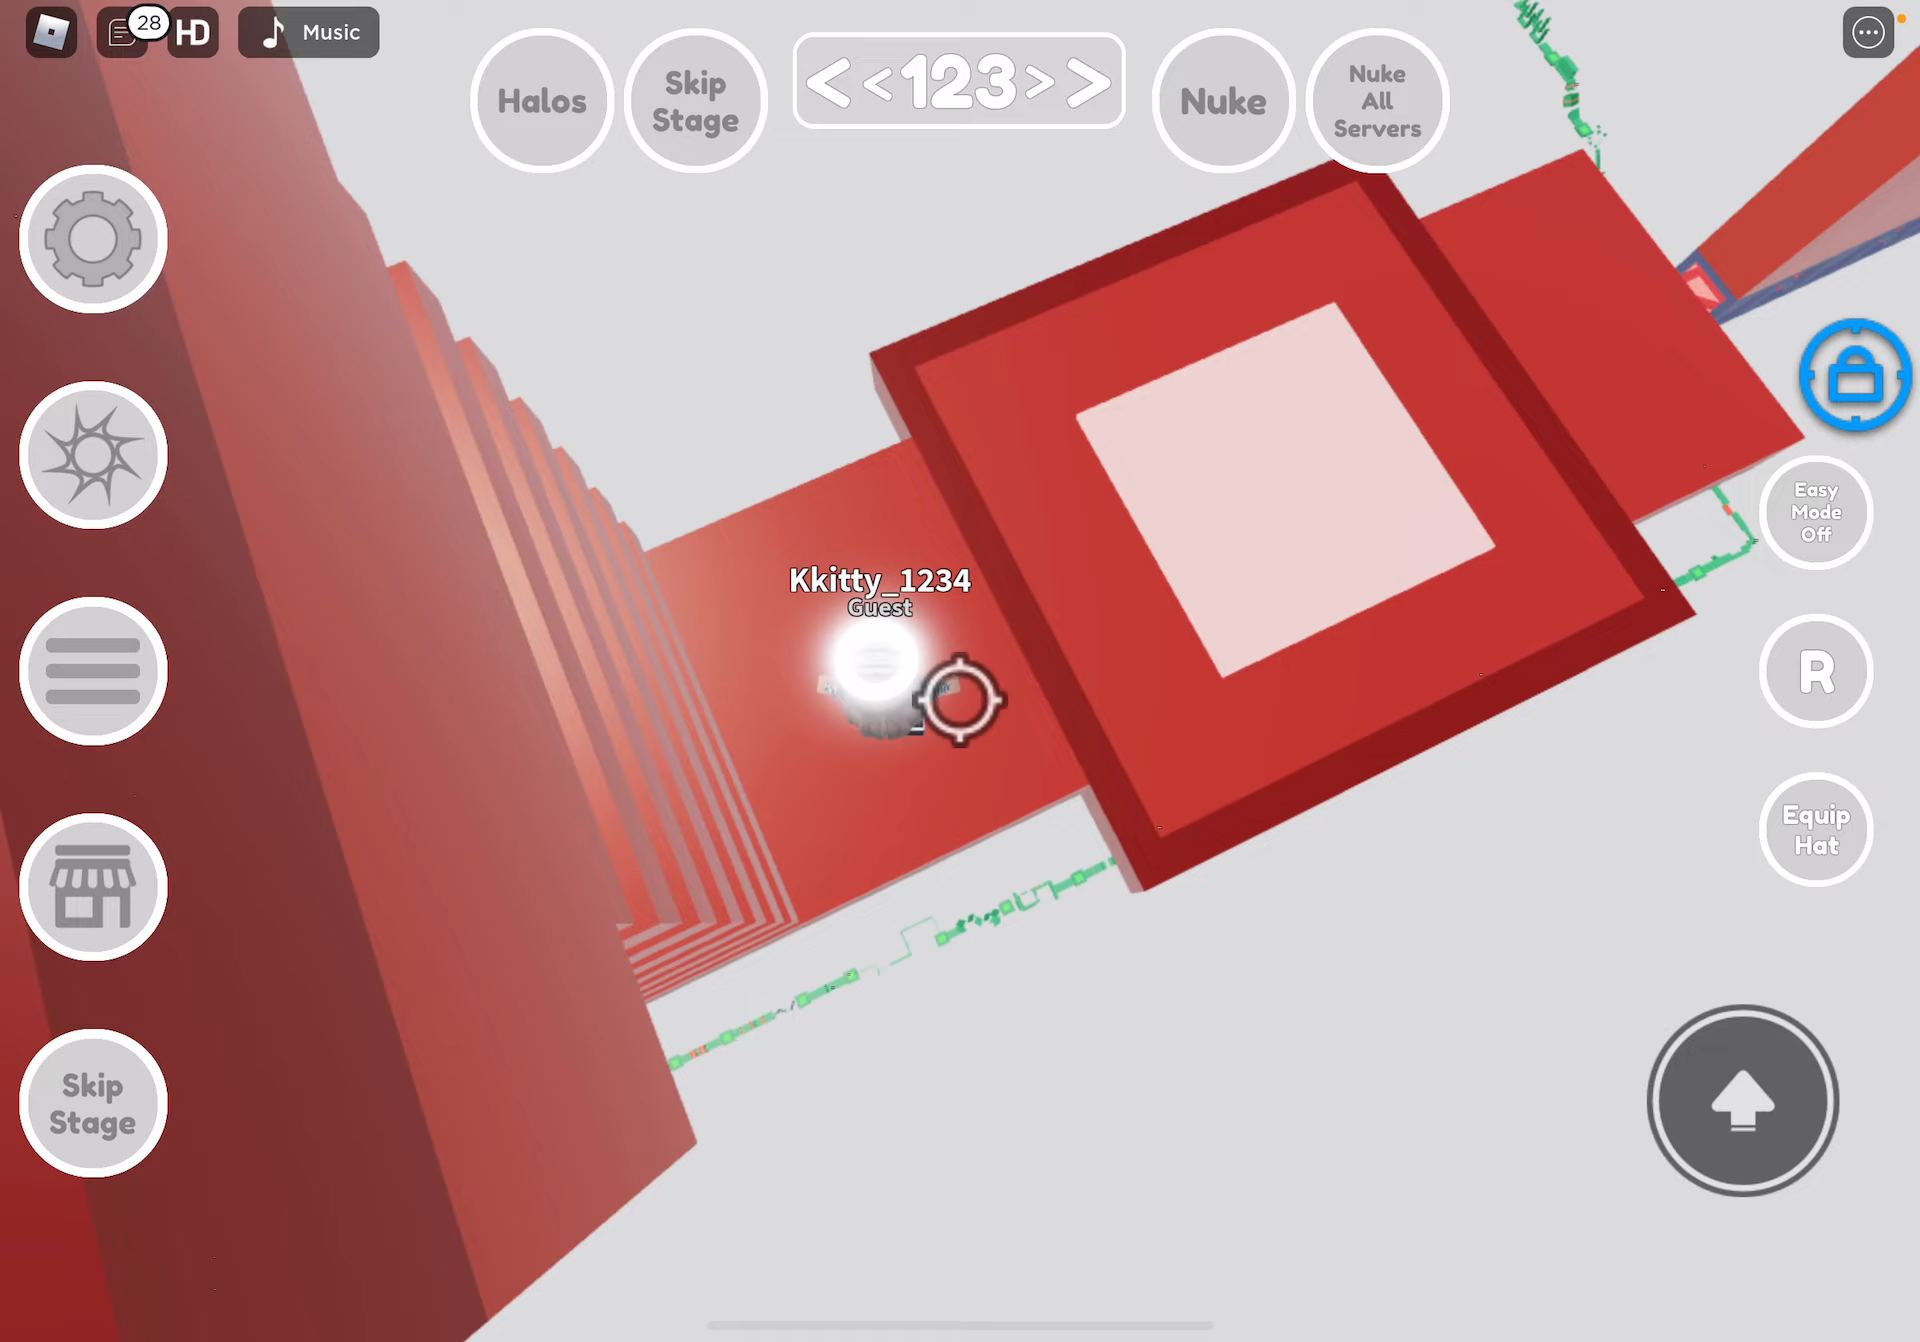 28
HD
Music
Halos
Skip
Stage
< <123> >
Nuke
Nuke
All
Servers
Easy
Mode
Off
Kkitty_1234
Guest
R
Equip
Hat
Skip
Stage